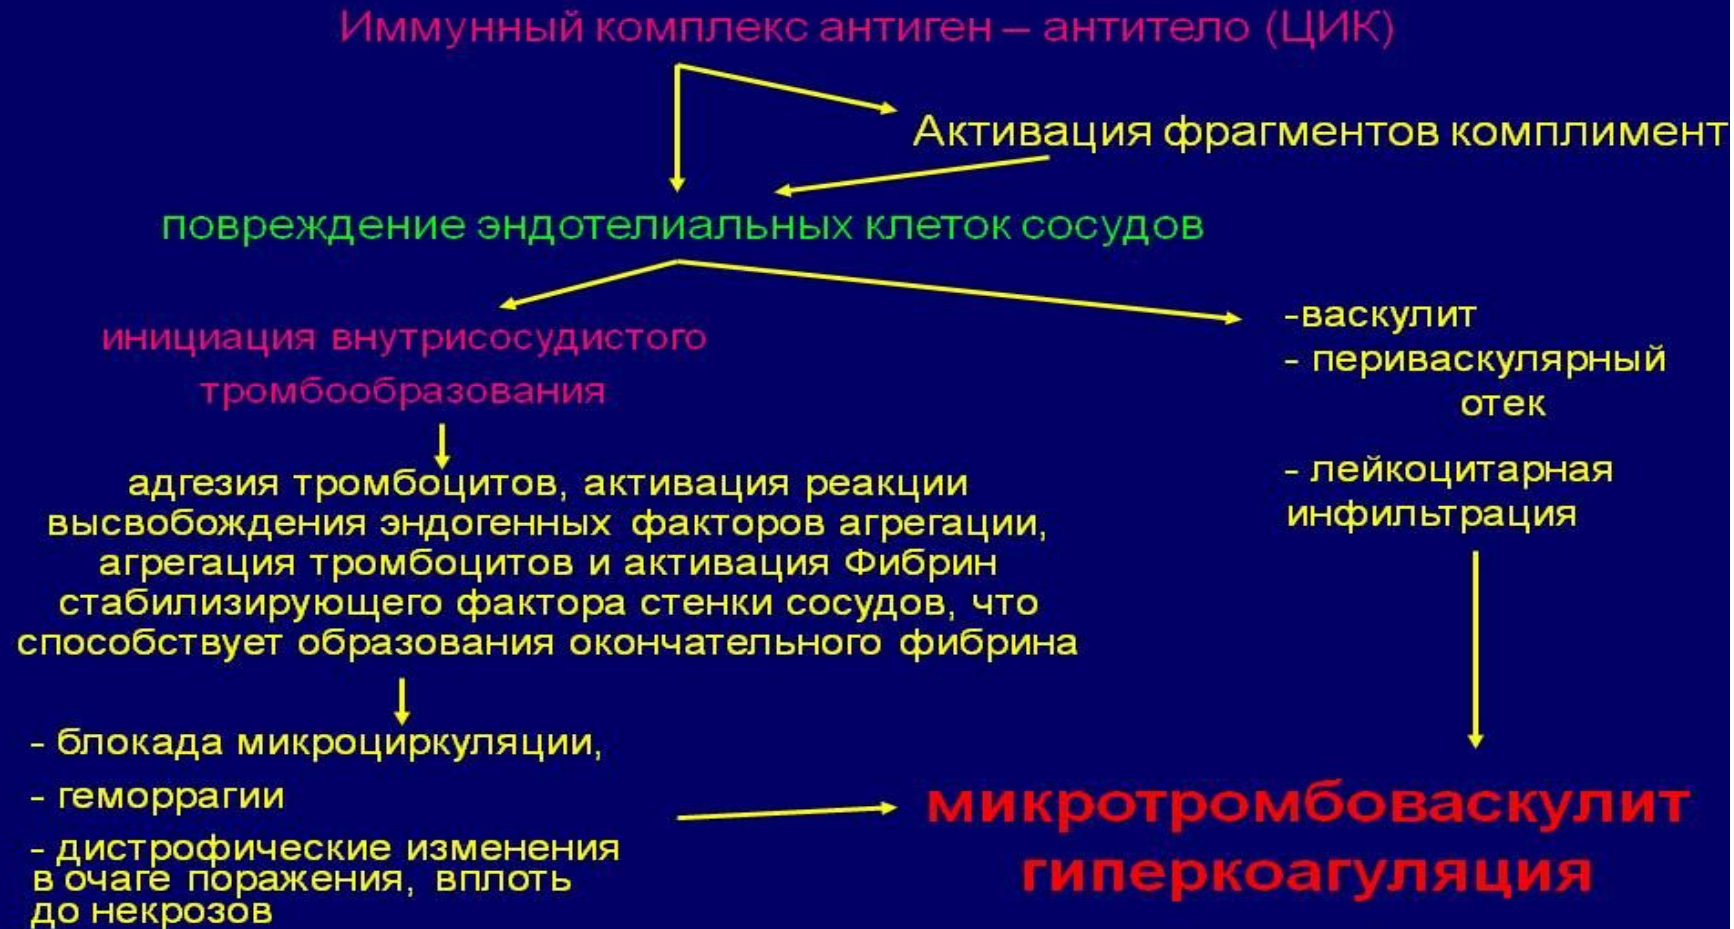 Иммунный комплекс антиген – антитело (ЦИК)
Активация фрагментов комплимент
повреждение эндотелиальных клеток сосудов
инициация внутрисосудистого
тромбообразования
адгезия тромбоцитов, активация реакции
высвобождения эндогенных факторов агрегации,
агрегация тромбоцитов и активация Фибрин
стабилизирующего фактора стенки сосудов, что
способствует образования окончательного фибрина
- блокада микроциркуляции,
- геморрагии
- дистрофические изменения
в очаге поражения, вплоть
до некрозов
-васкулит
- периваскулярный
отек
- лейкоцитарная
инфильтрация
микротромбоваскулит
гиперкоагуляция